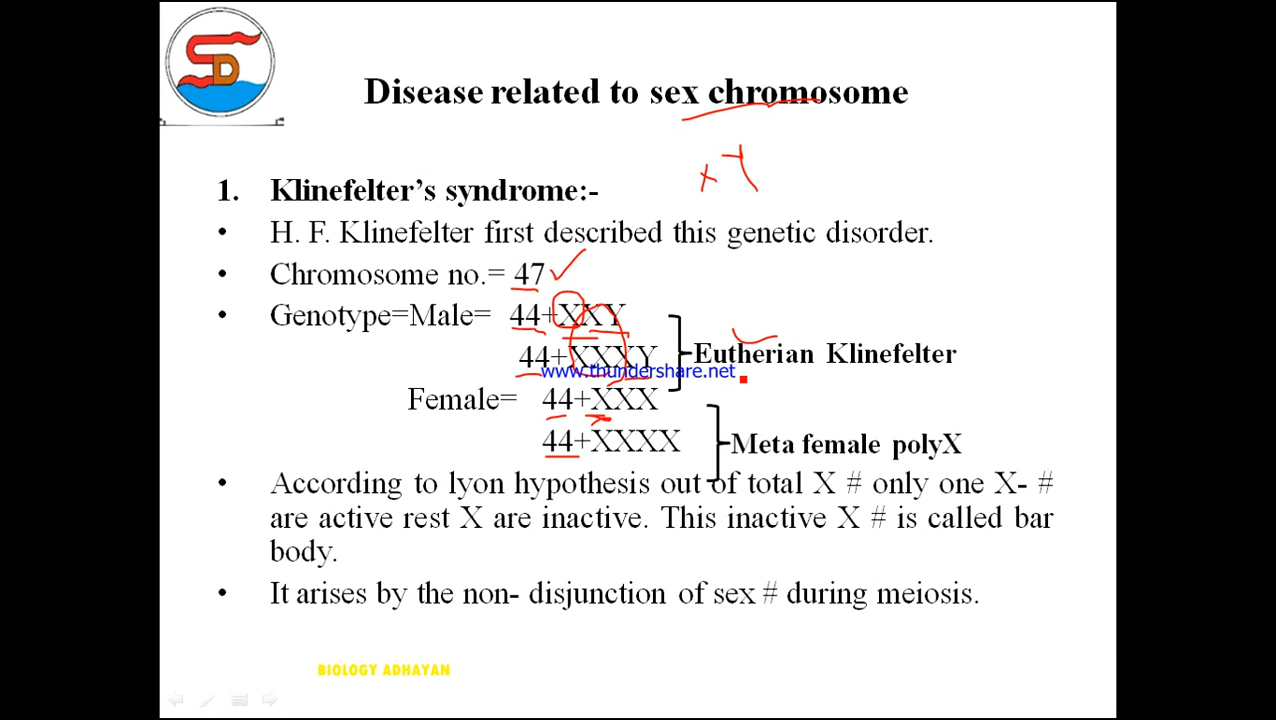 SD
Disease related to sex chromosome
X Y
1. Klinefelter’s syndrome:-
• H. F. Klinefelter first described this genetic disorder.
• Chromosome no.= 47
• Genotype=Male= 44+XXY
44+XXXY
Eutherian Klinefelter
www.thundershare.net
Female= 44+XXX
44+XXXX
Meta female polyX
• According to lyon hypothesis out of total X # only one X- #
are active rest X are inactive. This inactive X # is called bar
body.
• It arises by the non- disjunction of sex # during meiosis.
BIOLOGY ADHAYAN